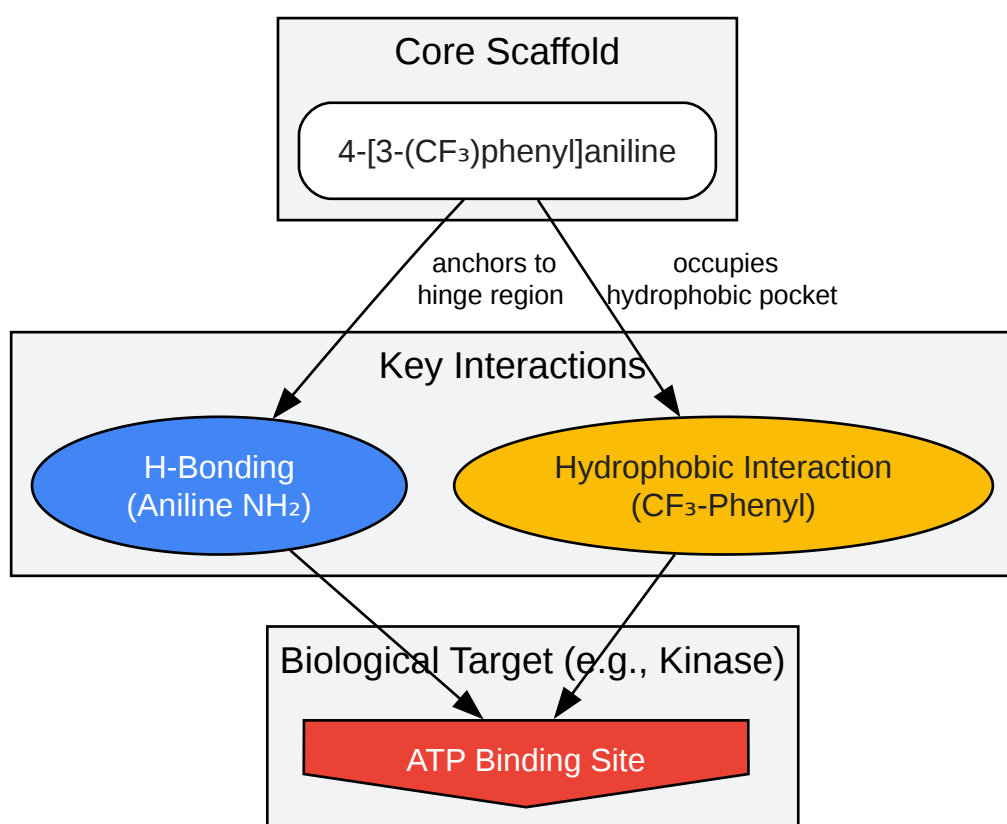 Core Scaffold
4-[3-(CF₃)phenyl]aniline
anchors to
hinge region
occupies
hydrophobic pocket
Key Interactions
H-Bonding
(Aniline NH₂)
Hydrophobic Interaction
(CF₃-Phenyl)
Biological Target (e.g., Kinase)
ATP Binding Site